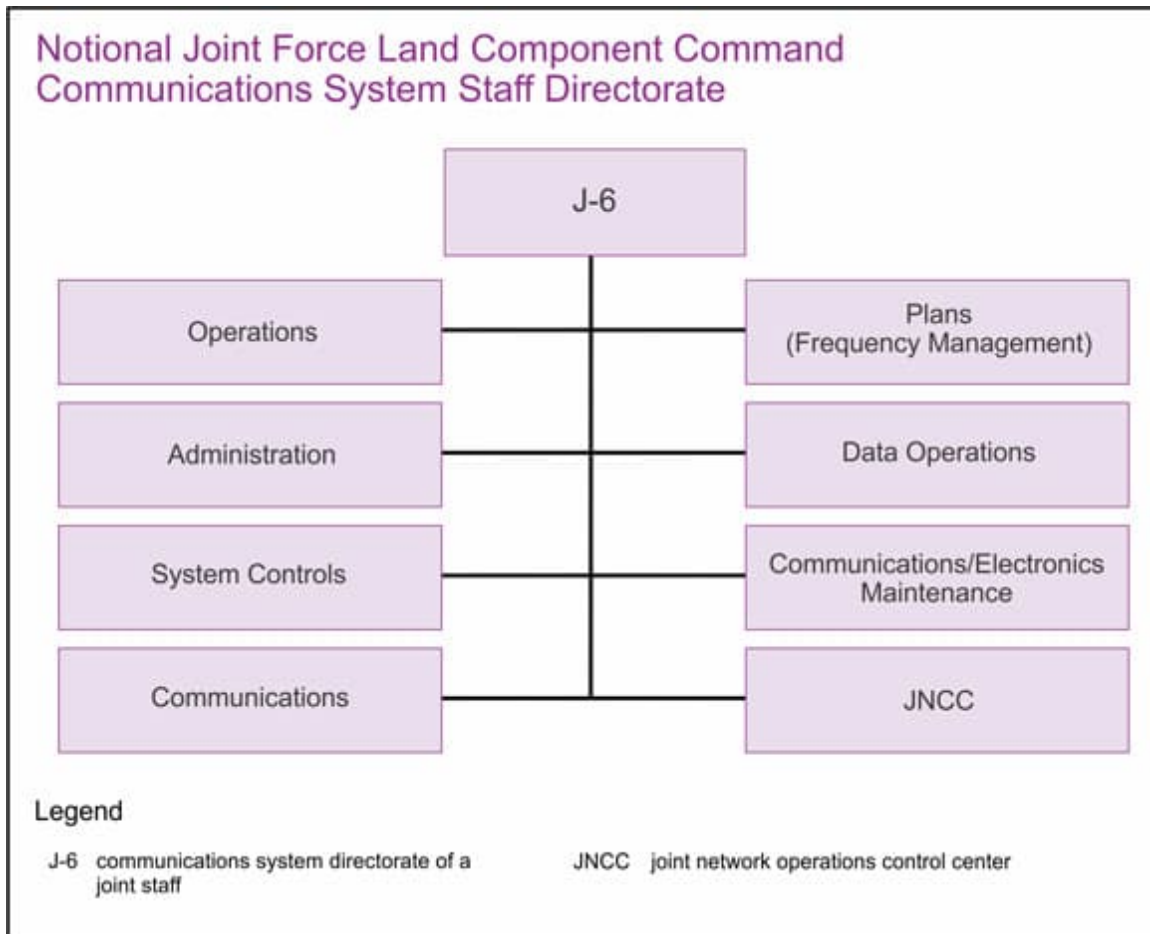 Notional Joint Force Land Component Command
Communications System Staff Directorate
J-6
Operations
Plans
(Frequency Management)
Administration
Data Operations
System Controls
Communications/Electronics
Maintenance
Communications
JNCC
Legend
J-6 communications system directorate of a
joint staff
JNCC joint network operations control center